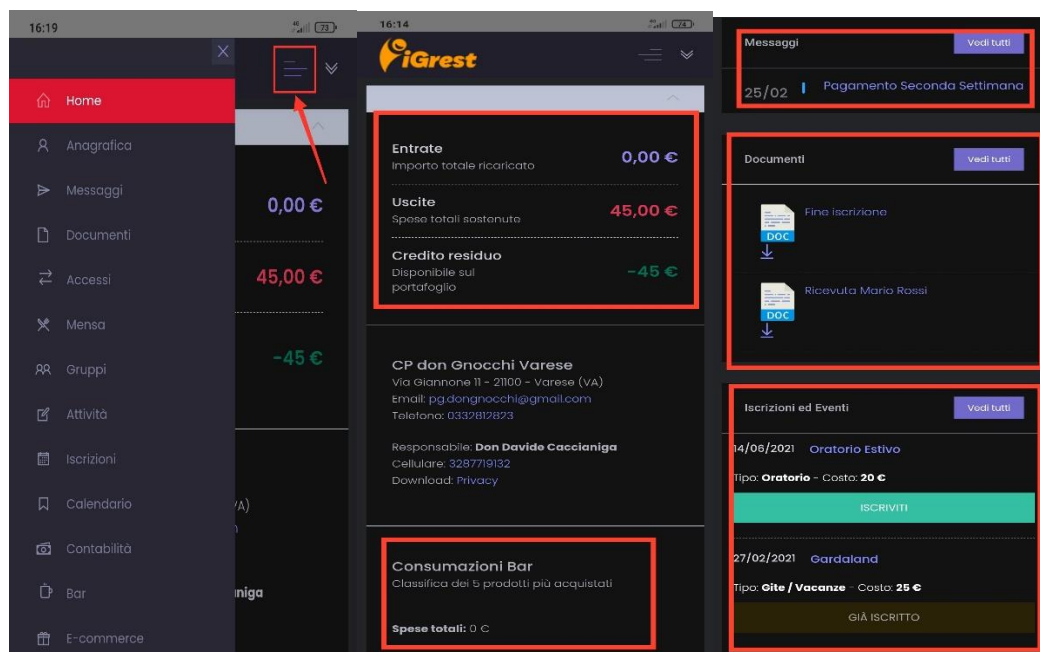 16:19
73
X
Home
Anagrafica
Messaggi
Documenti
Accessi
Mensa
Gruppi
Attività
Iscrizioni
Calendario
Contabilità
Bar
E-commerce
0,00 €
45,00 €
-45 €
/A)
niga
16:14
74
iGrest
Entrate
Importo totale ricaricato
0,00 €
Uscite
Spese totali sostenute
45,00 €
Credito residuo
Disponibile sul
portafoglio
-45 €
CP don Gnocchi Varese
Via Giannone 11 - 21100 - Varese (VA)
Email: pg.dongnocchi@gmail.com
Telefono: 0332812823
Responsabile: Don Davide Caccianiga
Cellulare: 3287719132
Download: Privacy
Consumazioni Bar
Classifica dei 5 prodotti più acquistati
Spese totali: 0 €
Messaggi
Vedi tutti
25/02 Pagamento Seconda Settimana
Documenti
Vedi tutti
DOC
Fine iscrizione
DOC
Ricevuta Mario Rossi
Iscrizioni ed Eventi
Vedi tutti
14/06/2021 Oratorio Estivo
Tipo: Oratorio - Costo: 20 €
ISCRIVITI
27/02/2021 Gardaland
Tipo: Gite / Vacanze - Costo: 25 €
GIÀ ISCRITTO